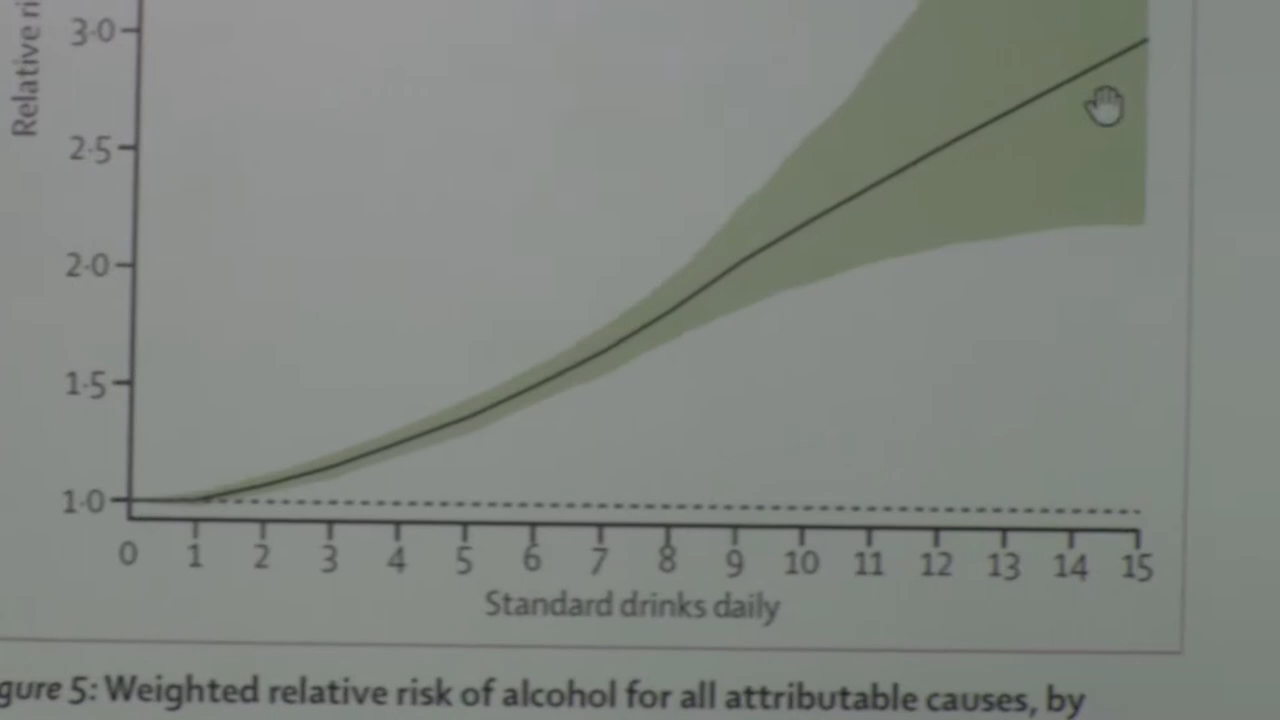 Relative ri
3·0
2·5
2·0
1·5
1·0
0 1 2 3 4 5 6 7 8 9 10 11 12 13 14 15
Standard drinks daily
gure 5: Weighted relative risk of alcohol for all attributable causes, by